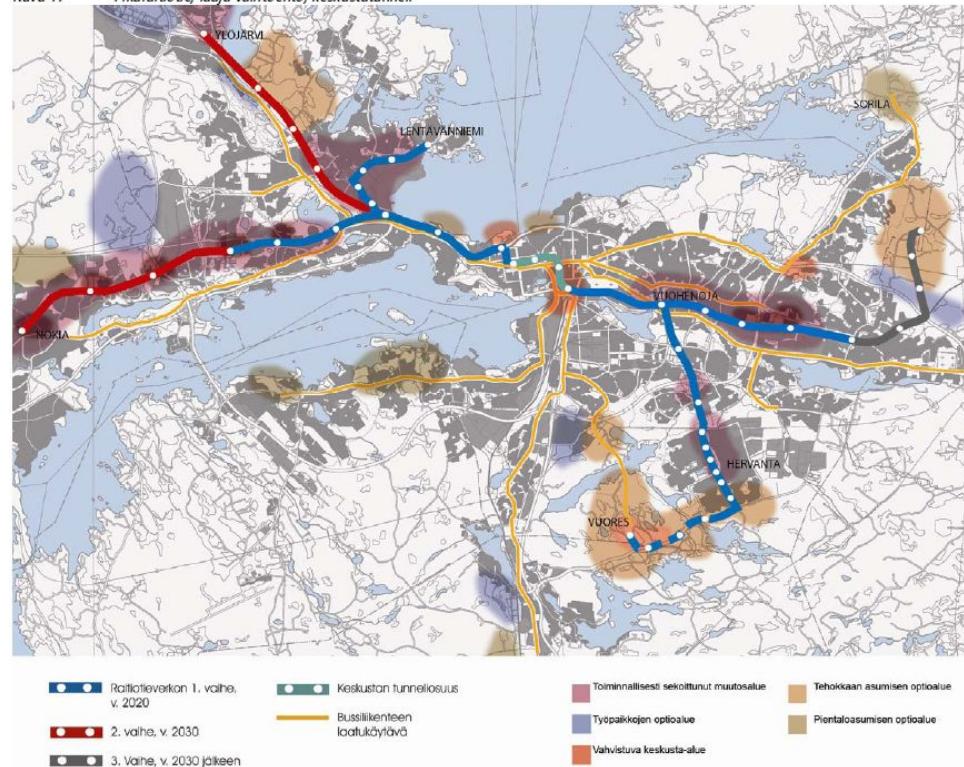 YLÖJÄRVI
LENTÄVÄNNIEMI
SORILA
VUOHENOJA
NOKIA
HERVANTA
VUORES
Raitiotieverkon 1. vaihe,
v. 2020
2. vaihe, v. 2030
3. Vaihe, v. 2030 jälkeen
Keskustan tunneliosuus
Bussiliikenteen
laatukäytävä
Toiminnallisesti sekoittunut muutosalue
Työpaikkojen optioalue
Vahvistuva keskusta-alue
Tehokkaan asumisen optioalue
Pientaloasumisen optioalue